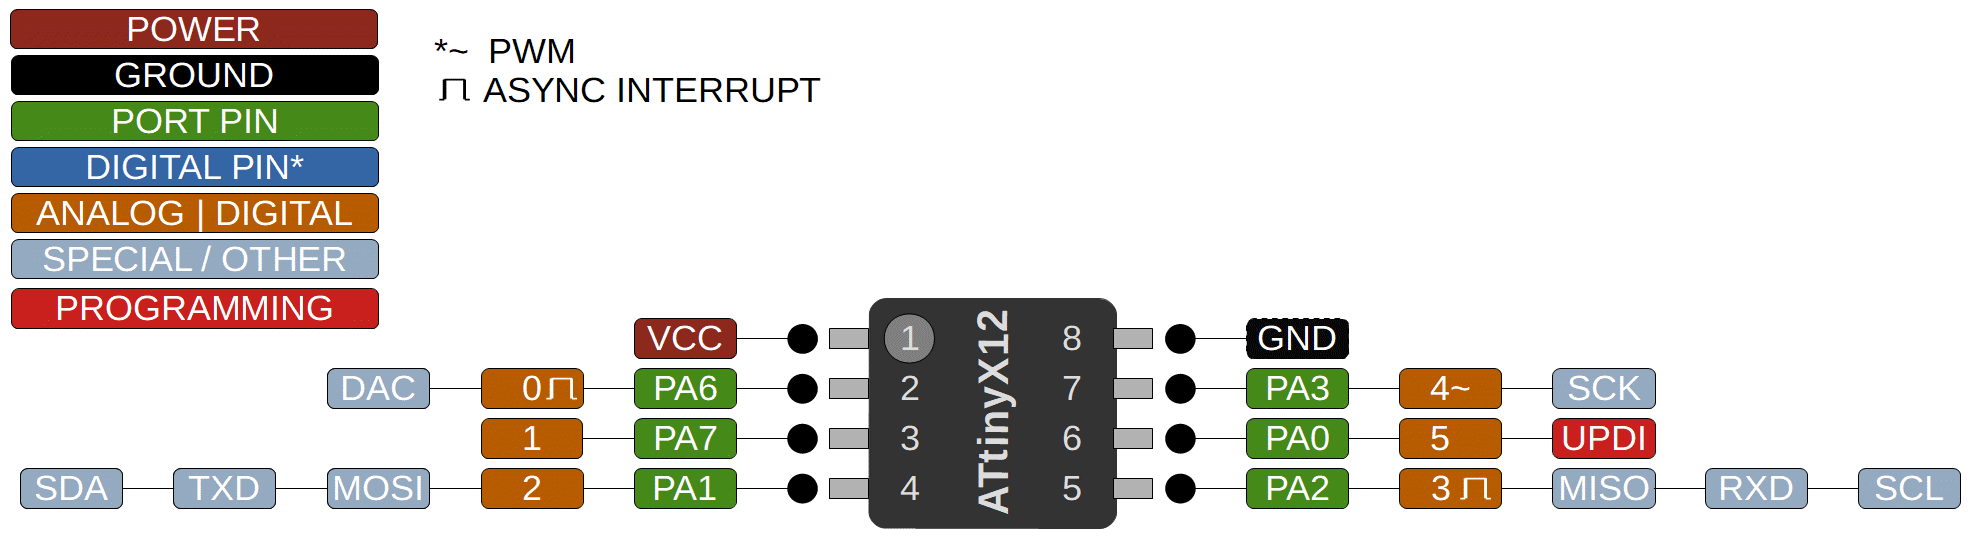 POWER
GROUND
PORT PIN
DIGITAL PIN*
ANALOG | DIGITAL
SPECIAL / OTHER
PROGRAMMING
*~ PWM
ASYNC INTERRUPT
VCC 1 8 GND
DAC 0 PA6 2 7 PA3 4~ SCK
1 PA7 3 6 PA0 5 UPDI
SDA TXD MOSI 2 PA1 4 5 PA2 3 MISO RXD SCL
ATtinyX12